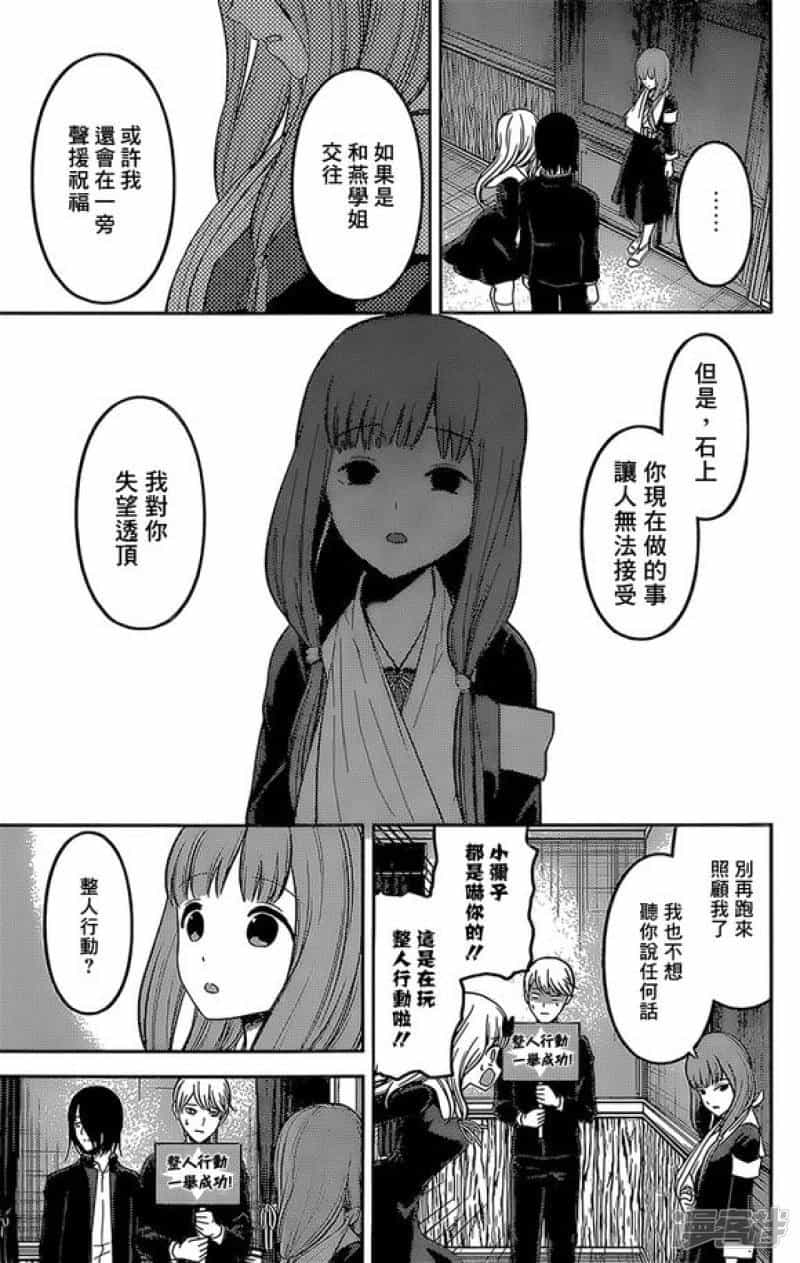 ……
如果是
和燕學姐
交往
或許我
還會在一旁
聲援祝福
但是，石上
你現在做的事
讓人無法接受
我對你
失望透頂
別再跑來
照顧我了
我也不想
聽你說任何話
小彌子
都是嚇你的!!
這是在玩
整人行動啦!!
整人行動
一舉成功!
整人行動?
整人行動
一舉成功!
漫客栈